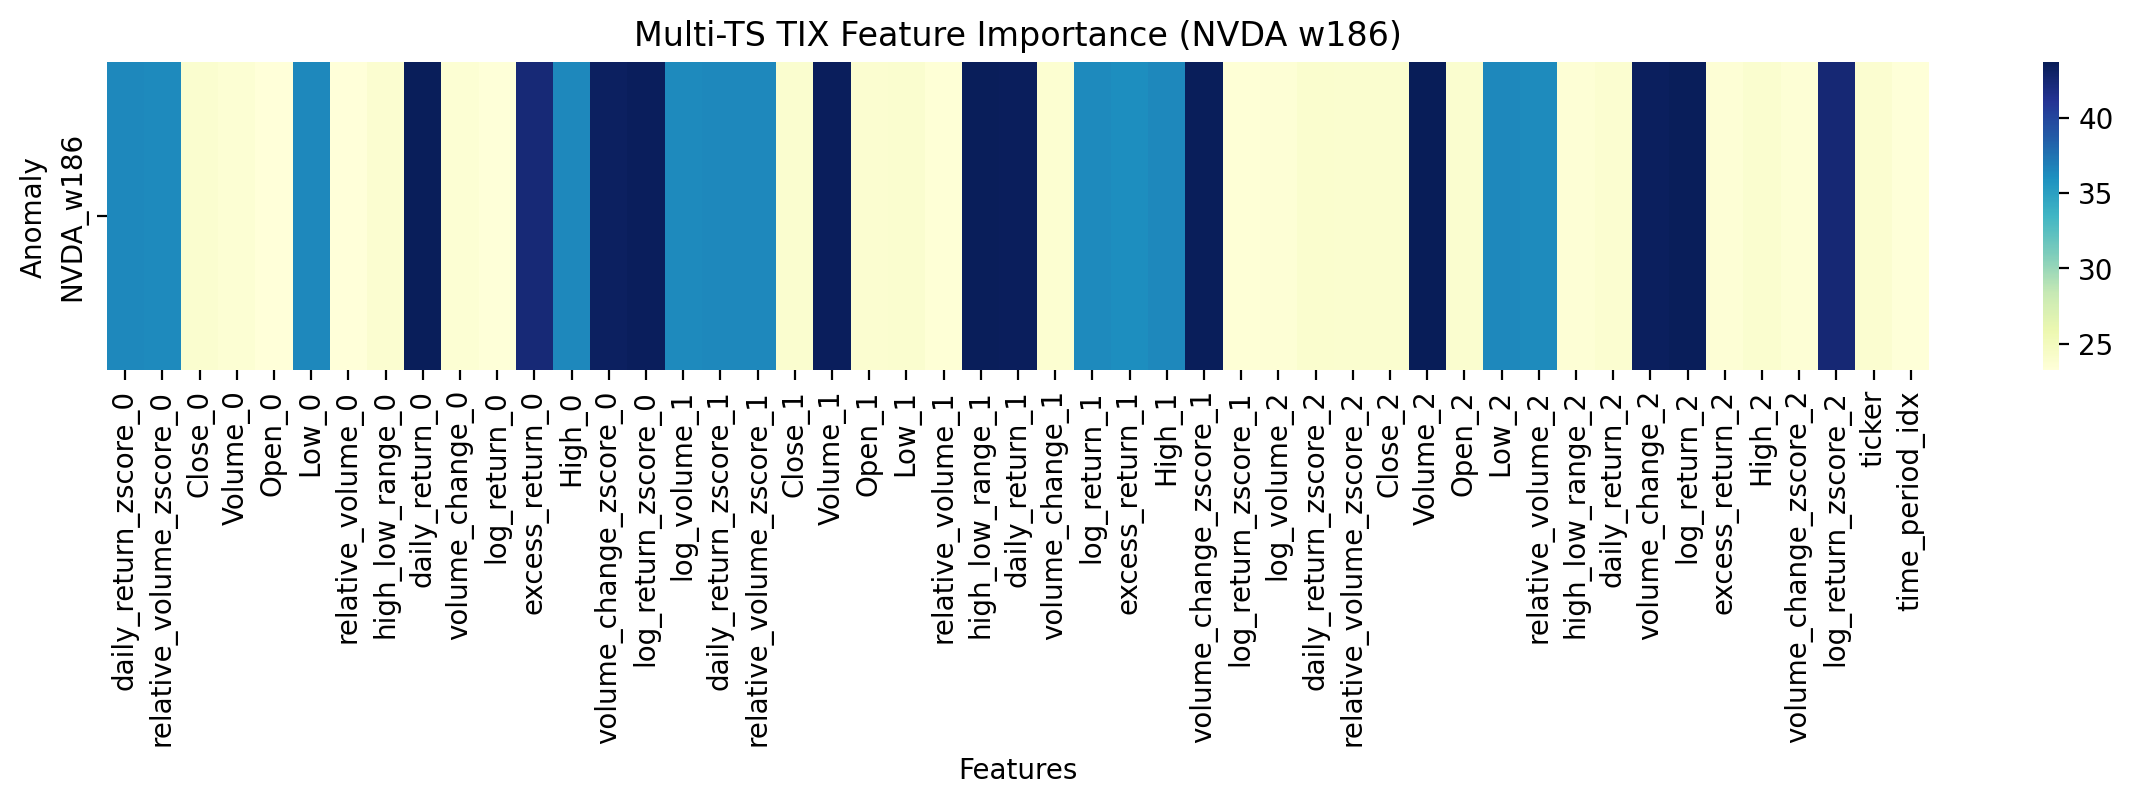 Multi-TS TIX Feature Importance (NVDA w186)
Anomaly
NVDA_w186
40
35
30
25
daily_return_zscore_0
relative_volume_zscore_0
Close_0
Volume_0
Open_0
Low_0
relative_volume_0
high_low_range_0
daily_return_0
volume_change_0
log_return_0
excess_return_0
High_0
volume_change_zscore_0
log_return_zscore_0
log_volume_1
daily_return_zscore_1
relative_volume_zscore_1
Close_1
Volume_1
Open_1
Low_1
relative_volume_1
high_low_range_1
daily_return_1
volume_change_1
log_return_1
excess_return_1
High_1
volume_change_zscore_1
log_return_zscore_1
log_volume_2
daily_return_zscore_2
relative_volume_zscore_2
Close_2
Volume_2
Open_2
Low_2
relative_volume_2
high_low_range_2
daily_return_2
volume_change_2
log_return_2
excess_return_2
High_2
volume_change_zscore_2
log_return_zscore_2
ticker
time_period_idx
Features